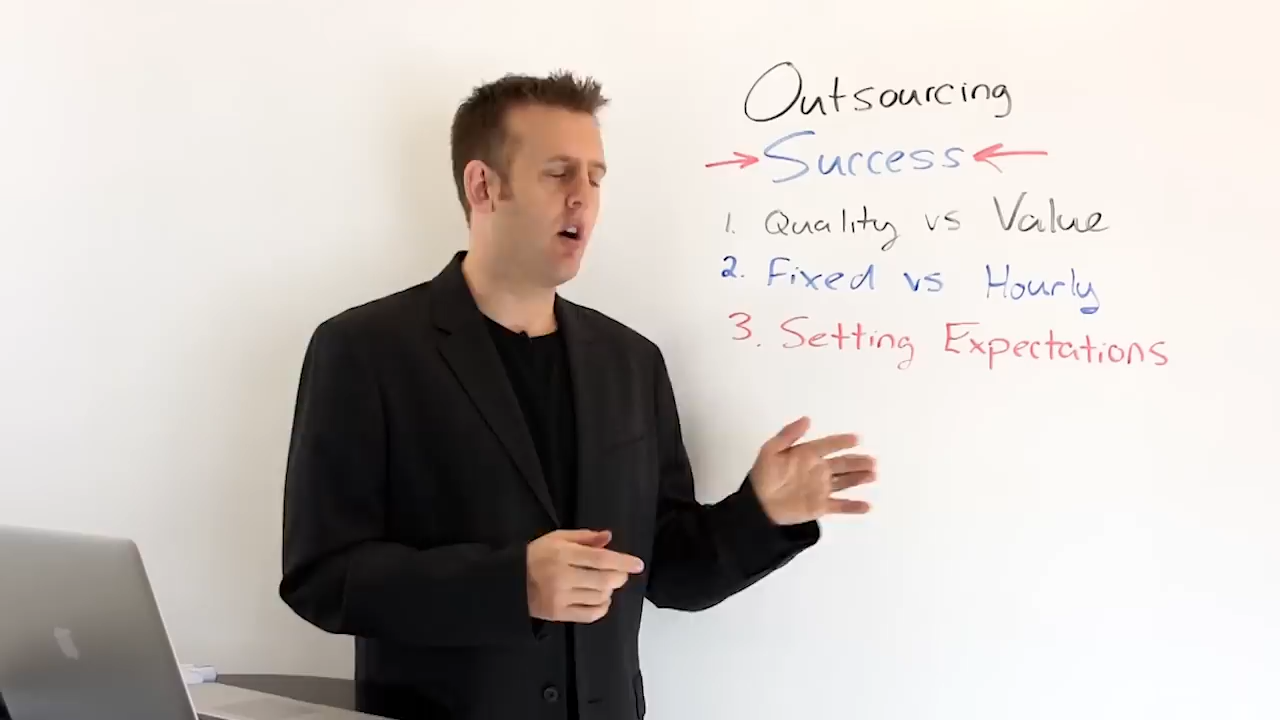 Outsourcing
→ Success ←
1. Quality vs Value
2. Fixed vs Hourly
3. Setting Expectations